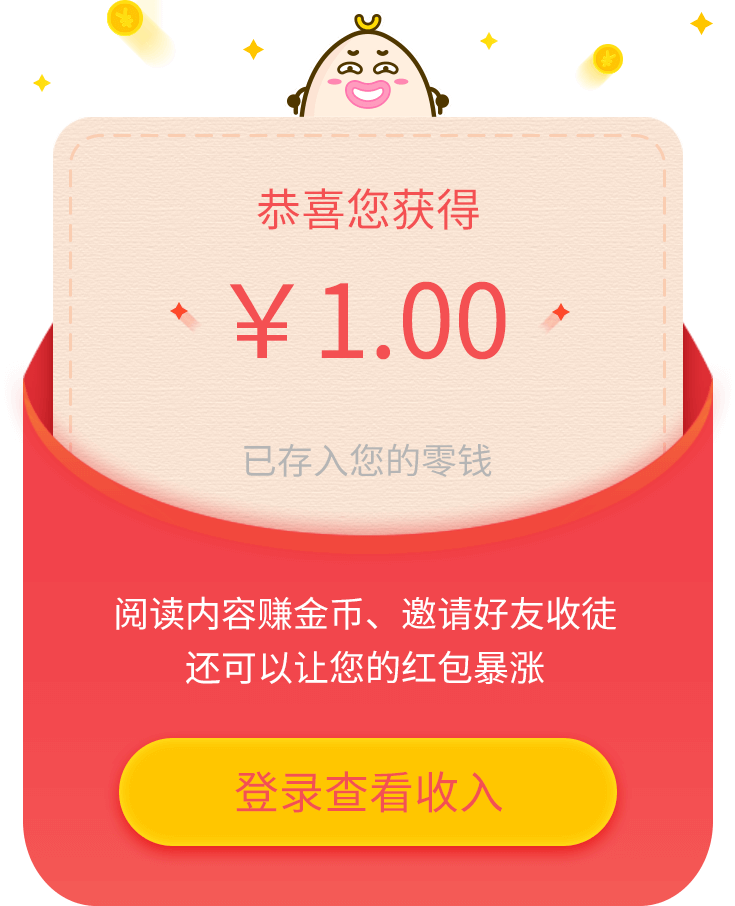 恭喜您获得
￥1.00
已存入您的零钱
阅读内容赚金币、邀请好友收徒
还可以让您的红包暴涨
登录查看收入